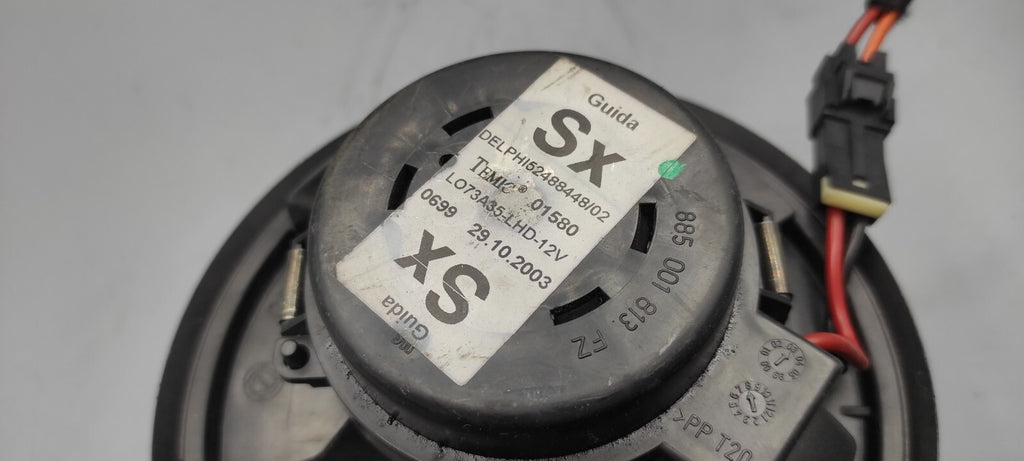 Guida
Sx
DELPHI52488448/02
TEMIC® 01580
LO73A35-LHD-12V
0699 29.10.2003
Sx
Guida
885 001 813. FZ
>PP T20